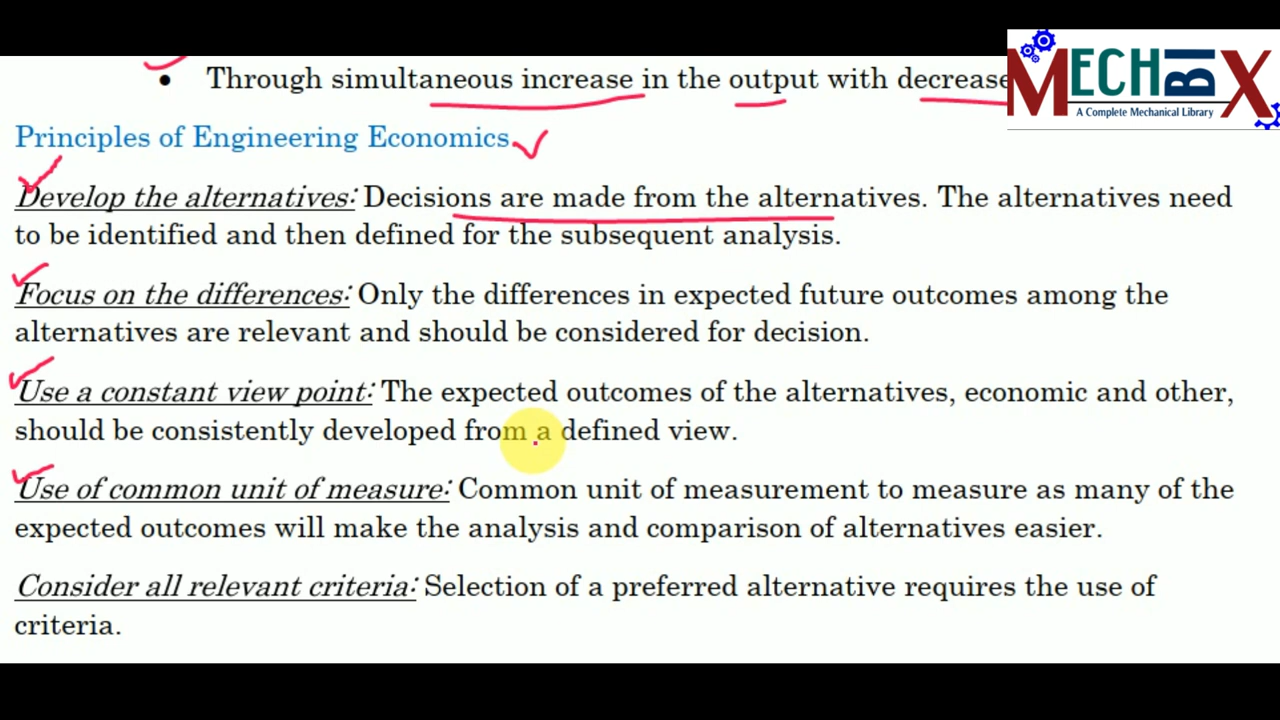 • Through simultaneous increase in the output with decrease
MECHBIX
A Complete Mechanical Library
Principles of Engineering Economics
Develop the alternatives: Decisions are made from the alternatives. The alternatives need
to be identified and then defined for the subsequent analysis.
Focus on the differences: Only the differences in expected future outcomes among the
alternatives are relevant and should be considered for decision.
Use a constant view point: The expected outcomes of the alternatives, economic and other,
should be consistently developed from a defined view.
Use of common unit of measure: Common unit of measurement to measure as many of the
expected outcomes will make the analysis and comparison of alternatives easier.
Consider all relevant criteria: Selection of a preferred alternative requires the use of
criteria.